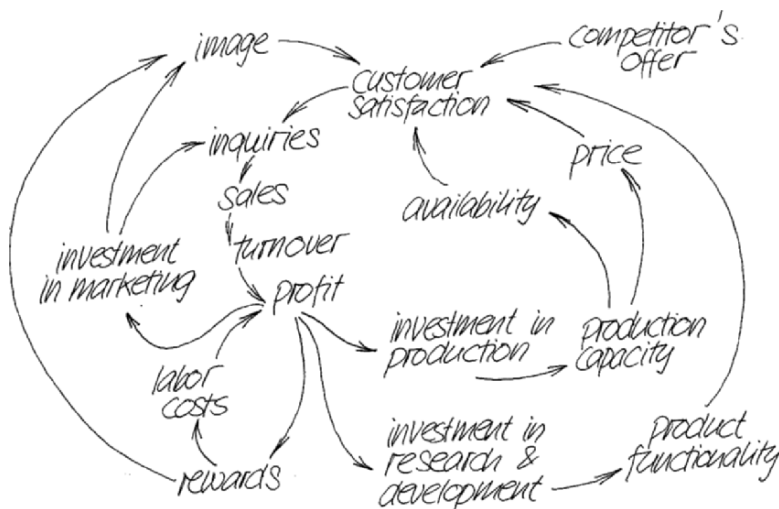 image
competitor's
offer
customer
satisfaction
inquiries
price
sales
availability
turnover
investment
in marketing
profit
investment in
production
production
capacity
labor
costs
investment in
research &
development
product
functionality
rewards